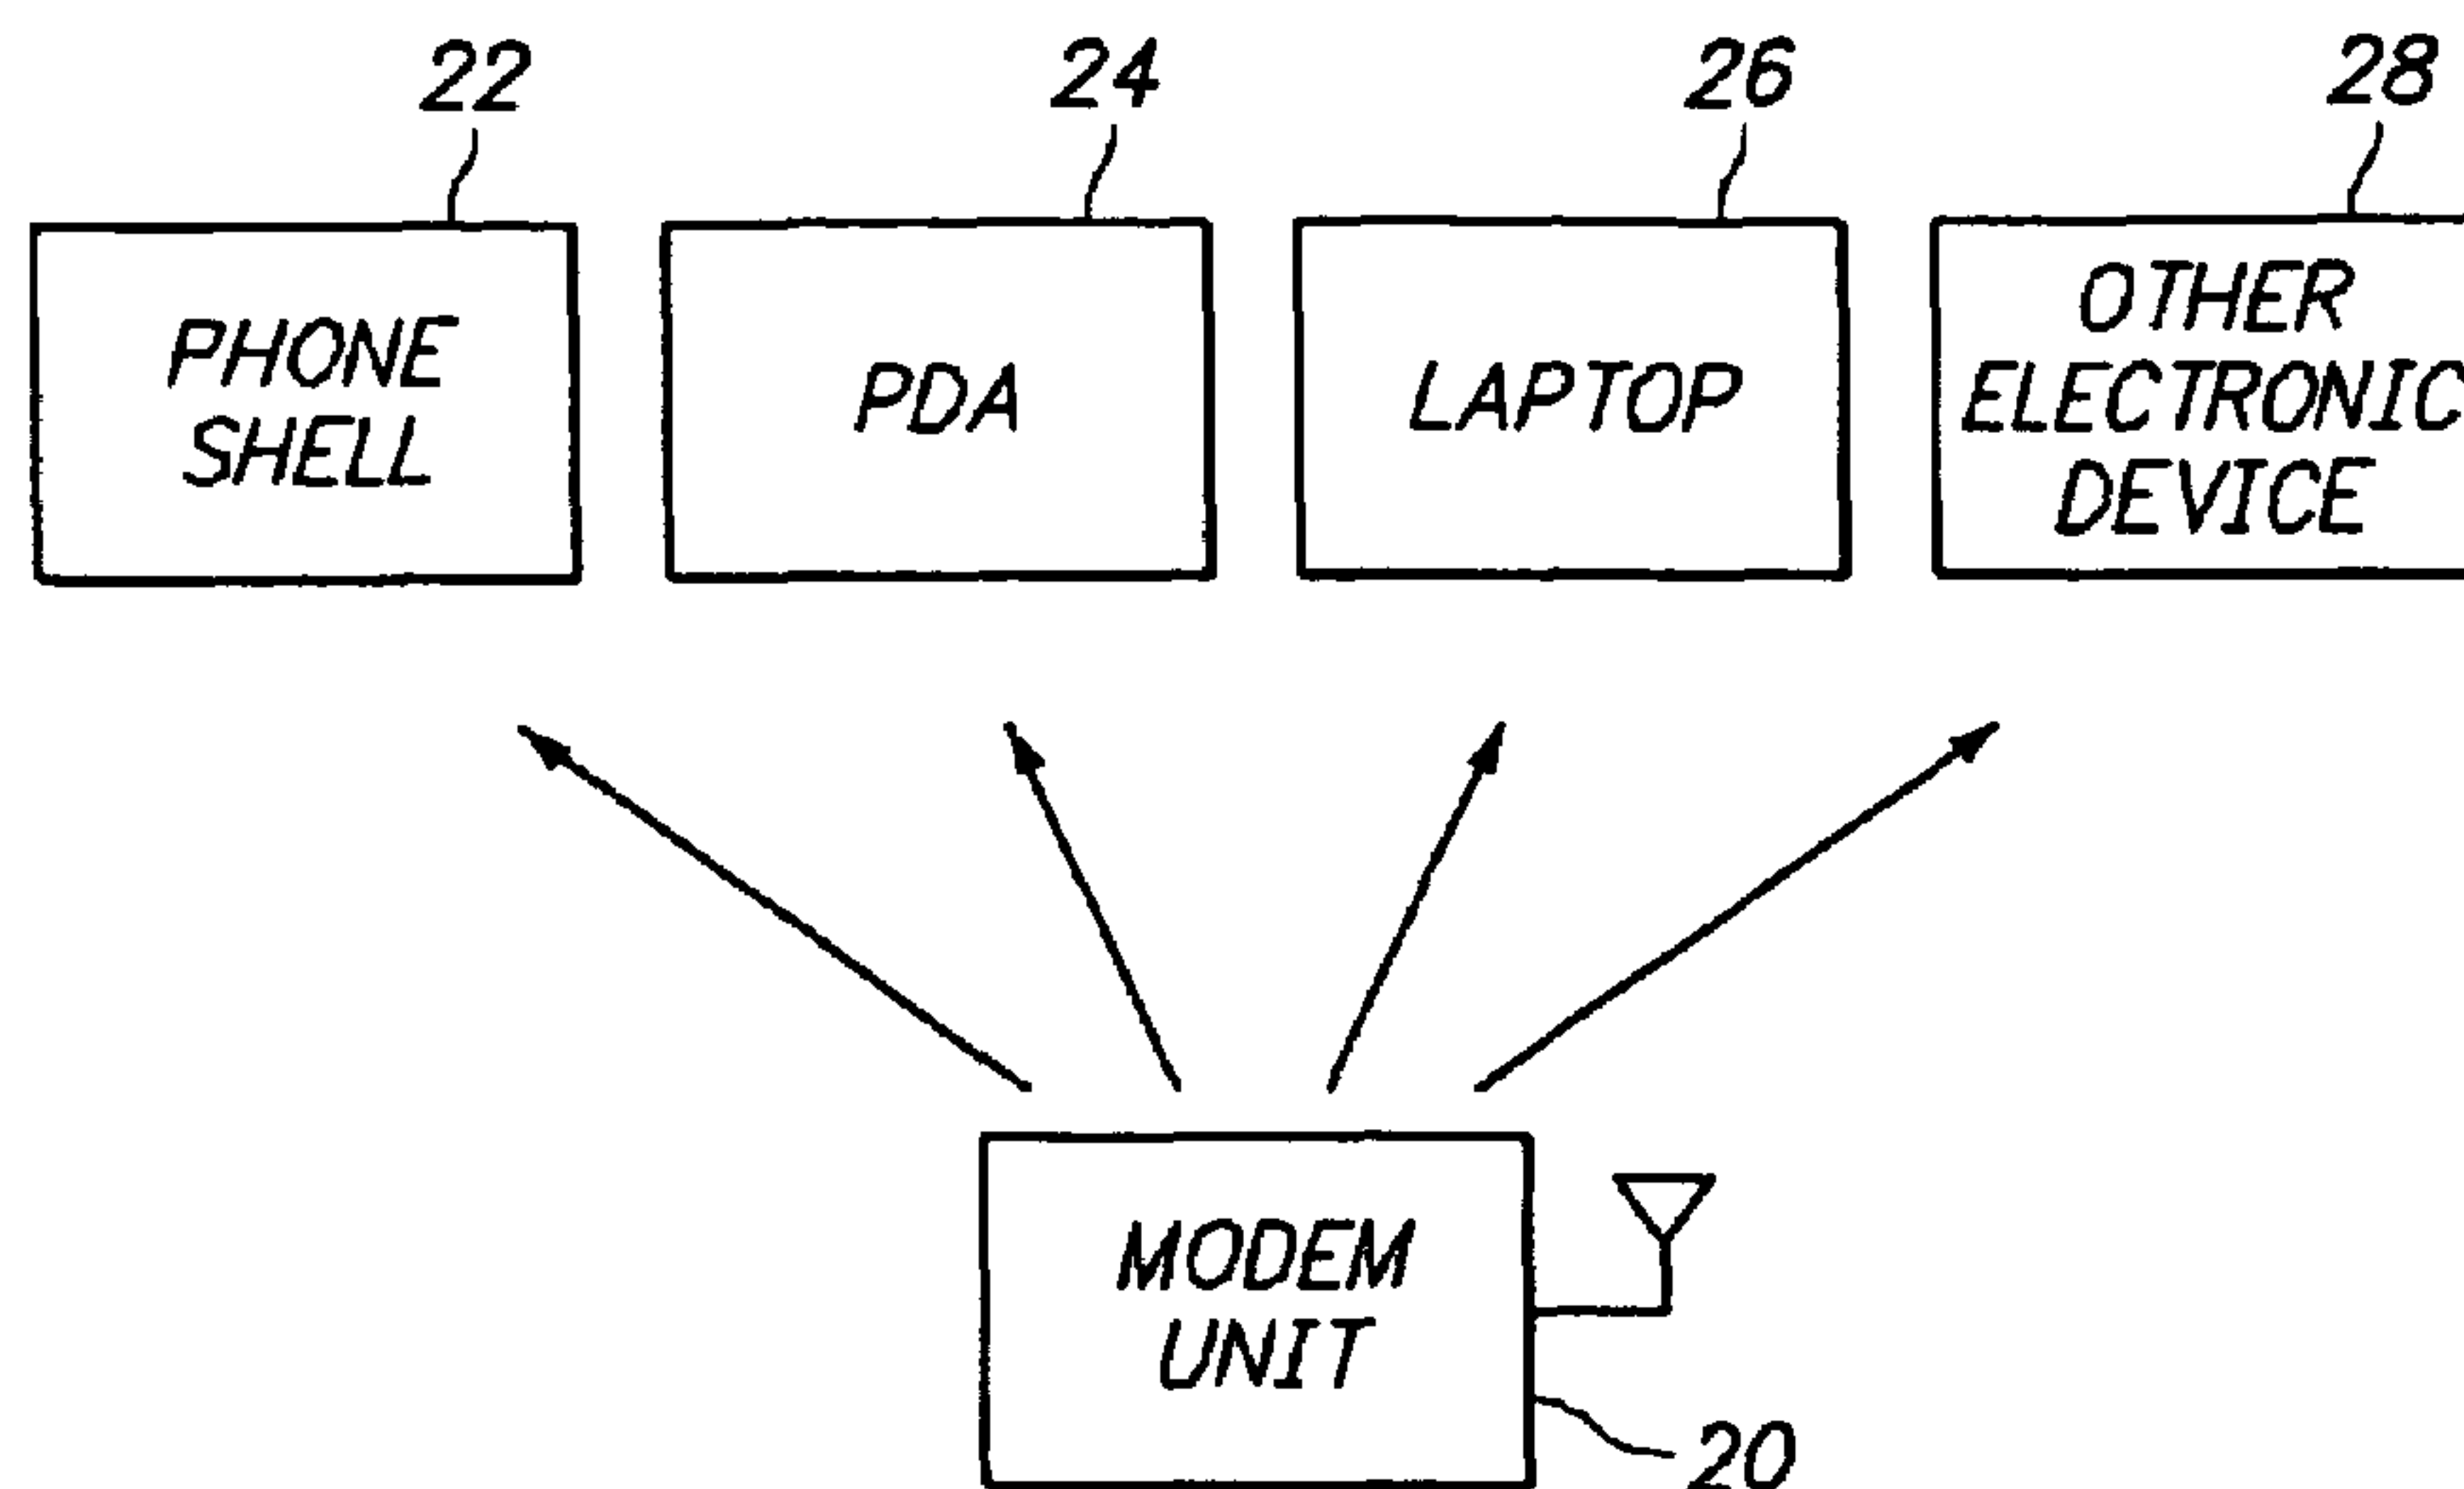 22 24 26 28
PHONE
SHELL
PDA
LAPTOP
OTHER
ELECTRONIC
DEVICE
MODEM
UNIT
20